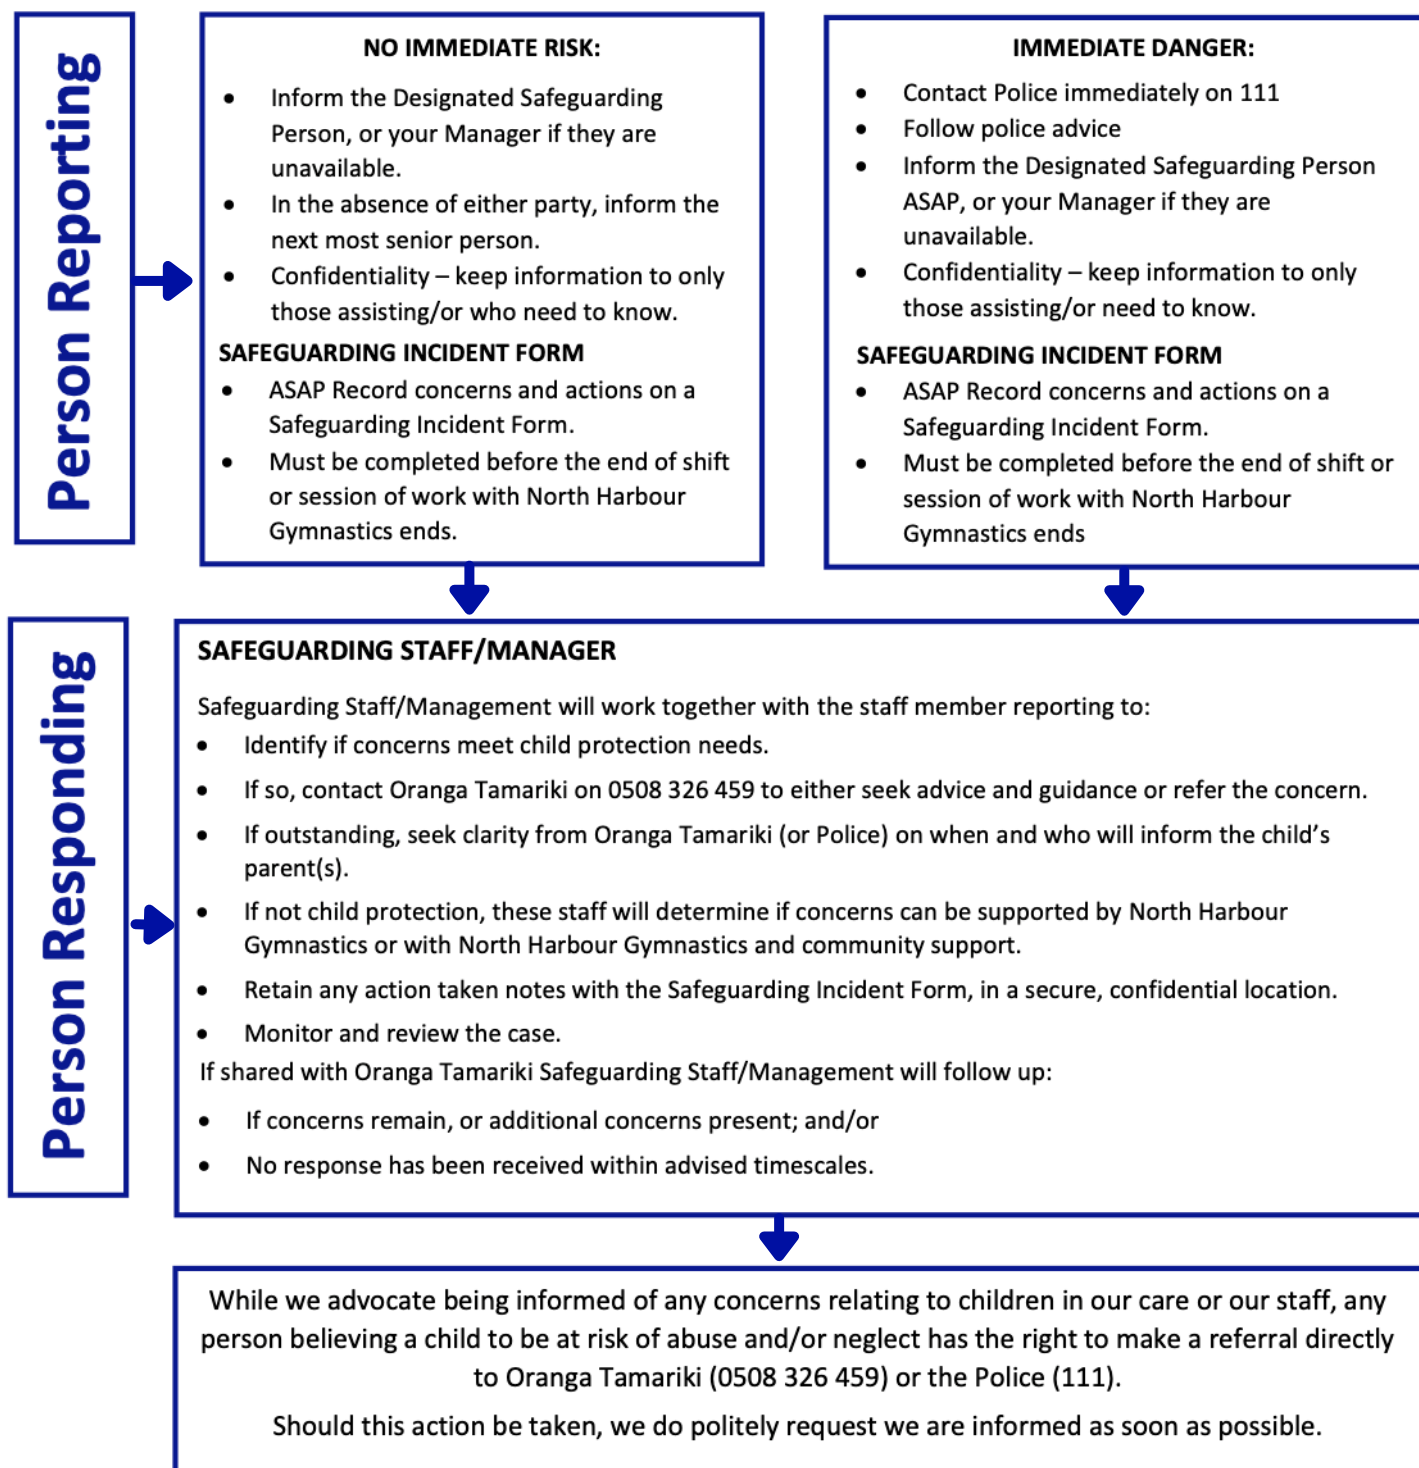 Person Reporting
NO IMMEDIATE RISK:
• Inform the Designated Safeguarding
Person, or your Manager if they are
unavailable.
• In the absence of either party, inform the
next most senior person.
• Confidentiality – keep information to only
those assisting/or who need to know.
SAFEGUARDING INCIDENT FORM
• ASAP Record concerns and actions on a
Safeguarding Incident Form.
• Must be completed before the end of shift
or session of work with North Harbour
Gymnastics ends.
IMMEDIATE DANGER:
• Contact Police immediately on 111
• Follow police advice
• Inform the Designated Safeguarding Person
ASAP, or your Manager if they are
unavailable.
• Confidentiality – keep information to only
those assisting/or need to know.
SAFEGUARDING INCIDENT FORM
• ASAP Record concerns and actions on a
Safeguarding Incident Form.
• Must be completed before the end of shift or
session of work with North Harbour
Gymnastics ends
Person Responding
SAFEGUARDING STAFF/MANAGER
Safeguarding Staff/Management will work together with the staff member reporting to:
• Identify if concerns meet child protection needs.
• If so, contact Oranga Tamariki on 0508 326 459 to either seek advice and guidance or refer the concern.
• If outstanding, seek clarity from Oranga Tamariki (or Police) on when and who will inform the child’s
parent(s).
• If not child protection, these staff will determine if concerns can be supported by North Harbour
Gymnastics or with North Harbour Gymnastics and community support.
• Retain any action taken notes with the Safeguarding Incident Form, in a secure, confidential location.
• Monitor and review the case.
If shared with Oranga Tamariki Safeguarding Staff/Management will follow up:
• If concerns remain, or additional concerns present; and/or
• No response has been received within advised timescales.
While we advocate being informed of any concerns relating to children in our care or our staff, any
person believing a child to be at risk of abuse and/or neglect has the right to make a referral directly
to Oranga Tamariki (0508 326 459) or the Police (111).
Should this action be taken, we do politely request we are informed as soon as possible.